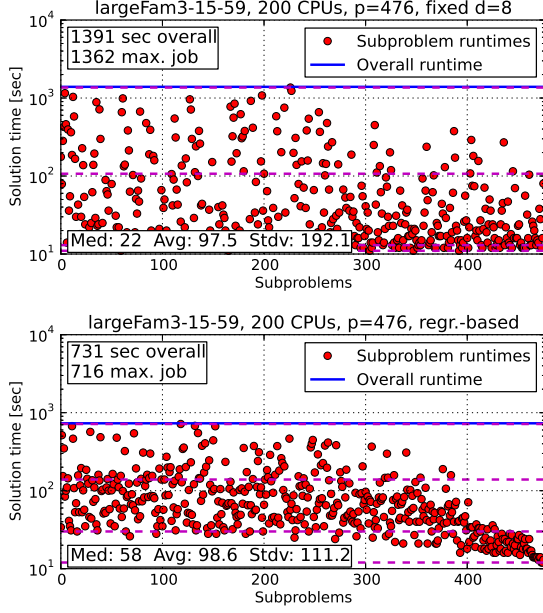 largeFam3-15-59, 200 CPUs, p=476, fixed d=8
10^4
1391 sec overall
1362 max. job
Subproblem runtimes
Overall runtime
10^3
Solution time [sec]
10^2
Med: 22 Avg: 97.5 Stdv: 192.1
10^1
0 100 200 300 400
Subproblems
largeFam3-15-59, 200 CPUs, p=476, regr.-based
10^4
731 sec overall
716 max. job
Subproblem runtimes
Overall runtime
10^3
Solution time [sec]
10^2
Med: 58 Avg: 98.6 Stdv: 111.2
10^1
0 100 200 300 400
Subproblems